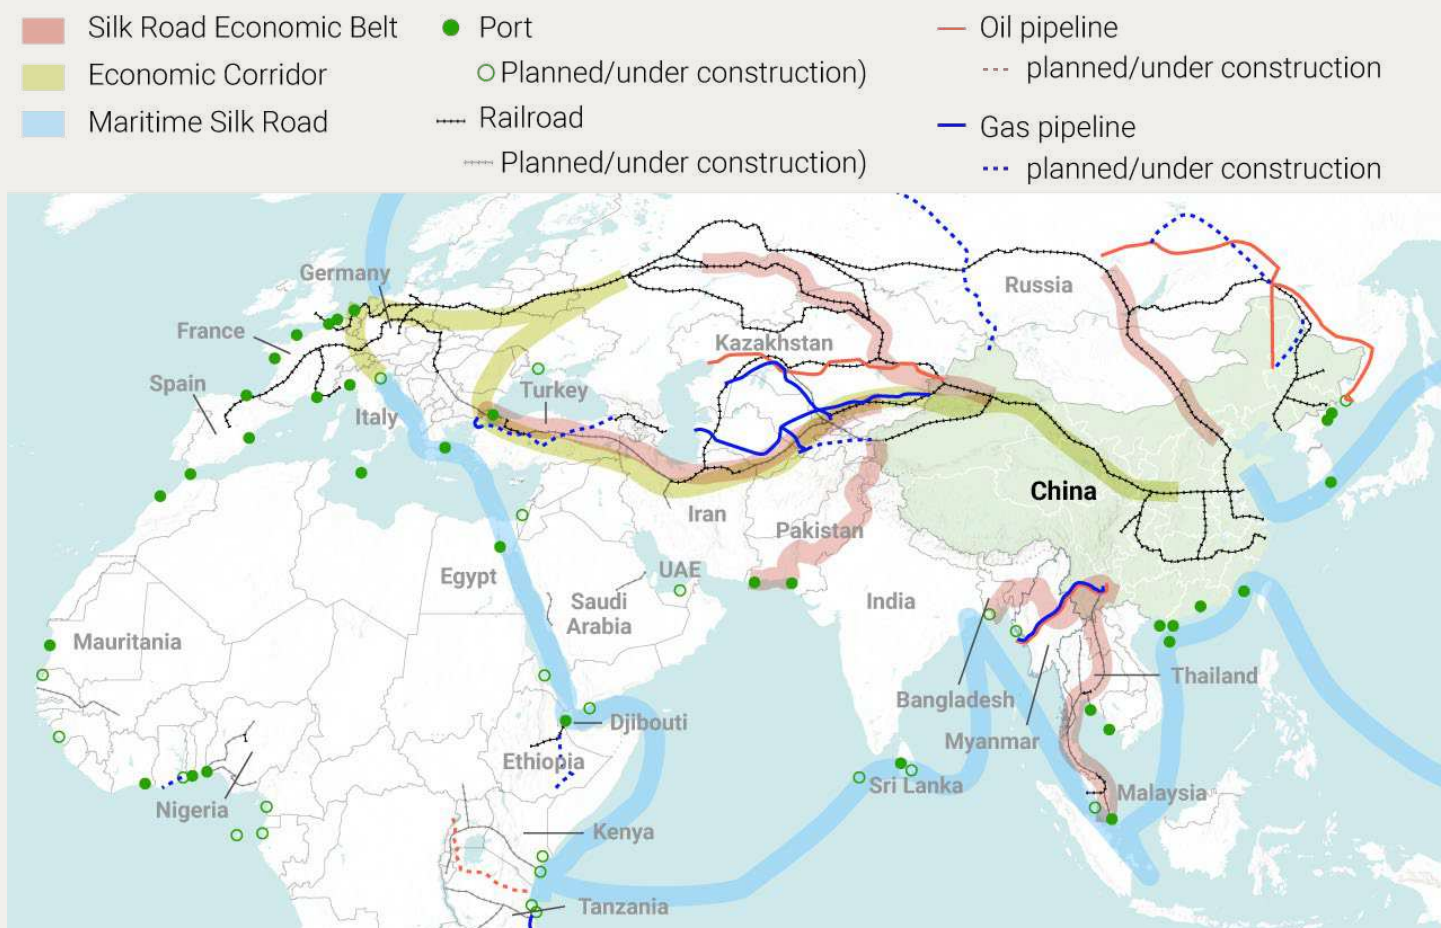 Silk Road Economic Belt
Economic Corridor
Maritime Silk Road
Port
Planned/under construction)
Railroad
Planned/under construction)
Oil pipeline
planned/under construction
Gas pipeline
planned/under construction
Germany
France
Spain
Italy
Turkey
Kazakhstan
Russia
China
Iran
Pakistan
Egypt
UAE
Saudi
Arabia
India
Mauritania
Bangladesh
Thailand
Myanmar
Djibouti
Ethiopia
Nigeria
Sri Lanka
Malaysia
Kenya
Tanzania